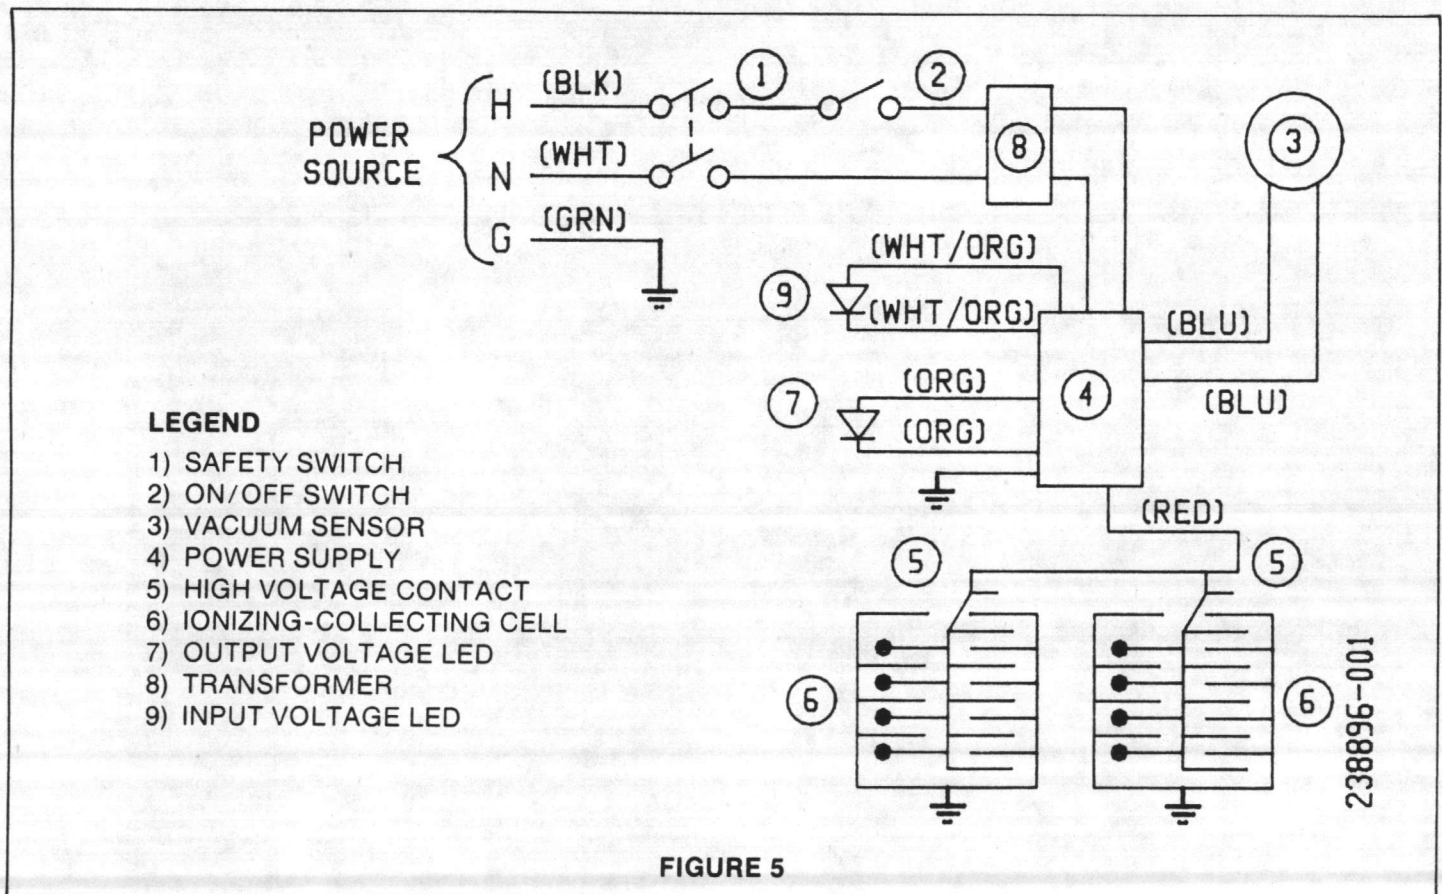 (BLK)
1
2
H
POWER
SOURCE
(WHT)
N
8
3
(GRN)
G
(WHT/ORG)
9
(WHT/ORG)
(BLU)
(ORG)
7
4
(BLU)
(ORG)
LEGEND
1) SAFETY SWITCH
2) ON/OFF SWITCH
3) VACUUM SENSOR
4) POWER SUPPLY
5) HIGH VOLTAGE CONTACT
6) IONIZING-COLLECTING CELL
7) OUTPUT VOLTAGE LED
8) TRANSFORMER
9) INPUT VOLTAGE LED
(RED)
5
5
6
6
238896-001
FIGURE 5